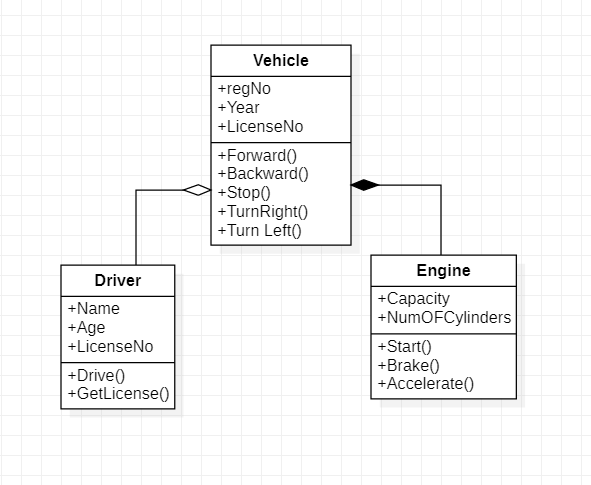 Vehicle
+regNo
+Year
+LicenseNo
+Forward()
+Backward()
+Stop()
+TurnRight()
+Turn Left()
Driver
+Name
+Age
+LicenseNo
+Drive()
+GetLicense()
Engine
+Capacity
+NumOFCylinders
+Start()
+Brake()
+Accelerate()